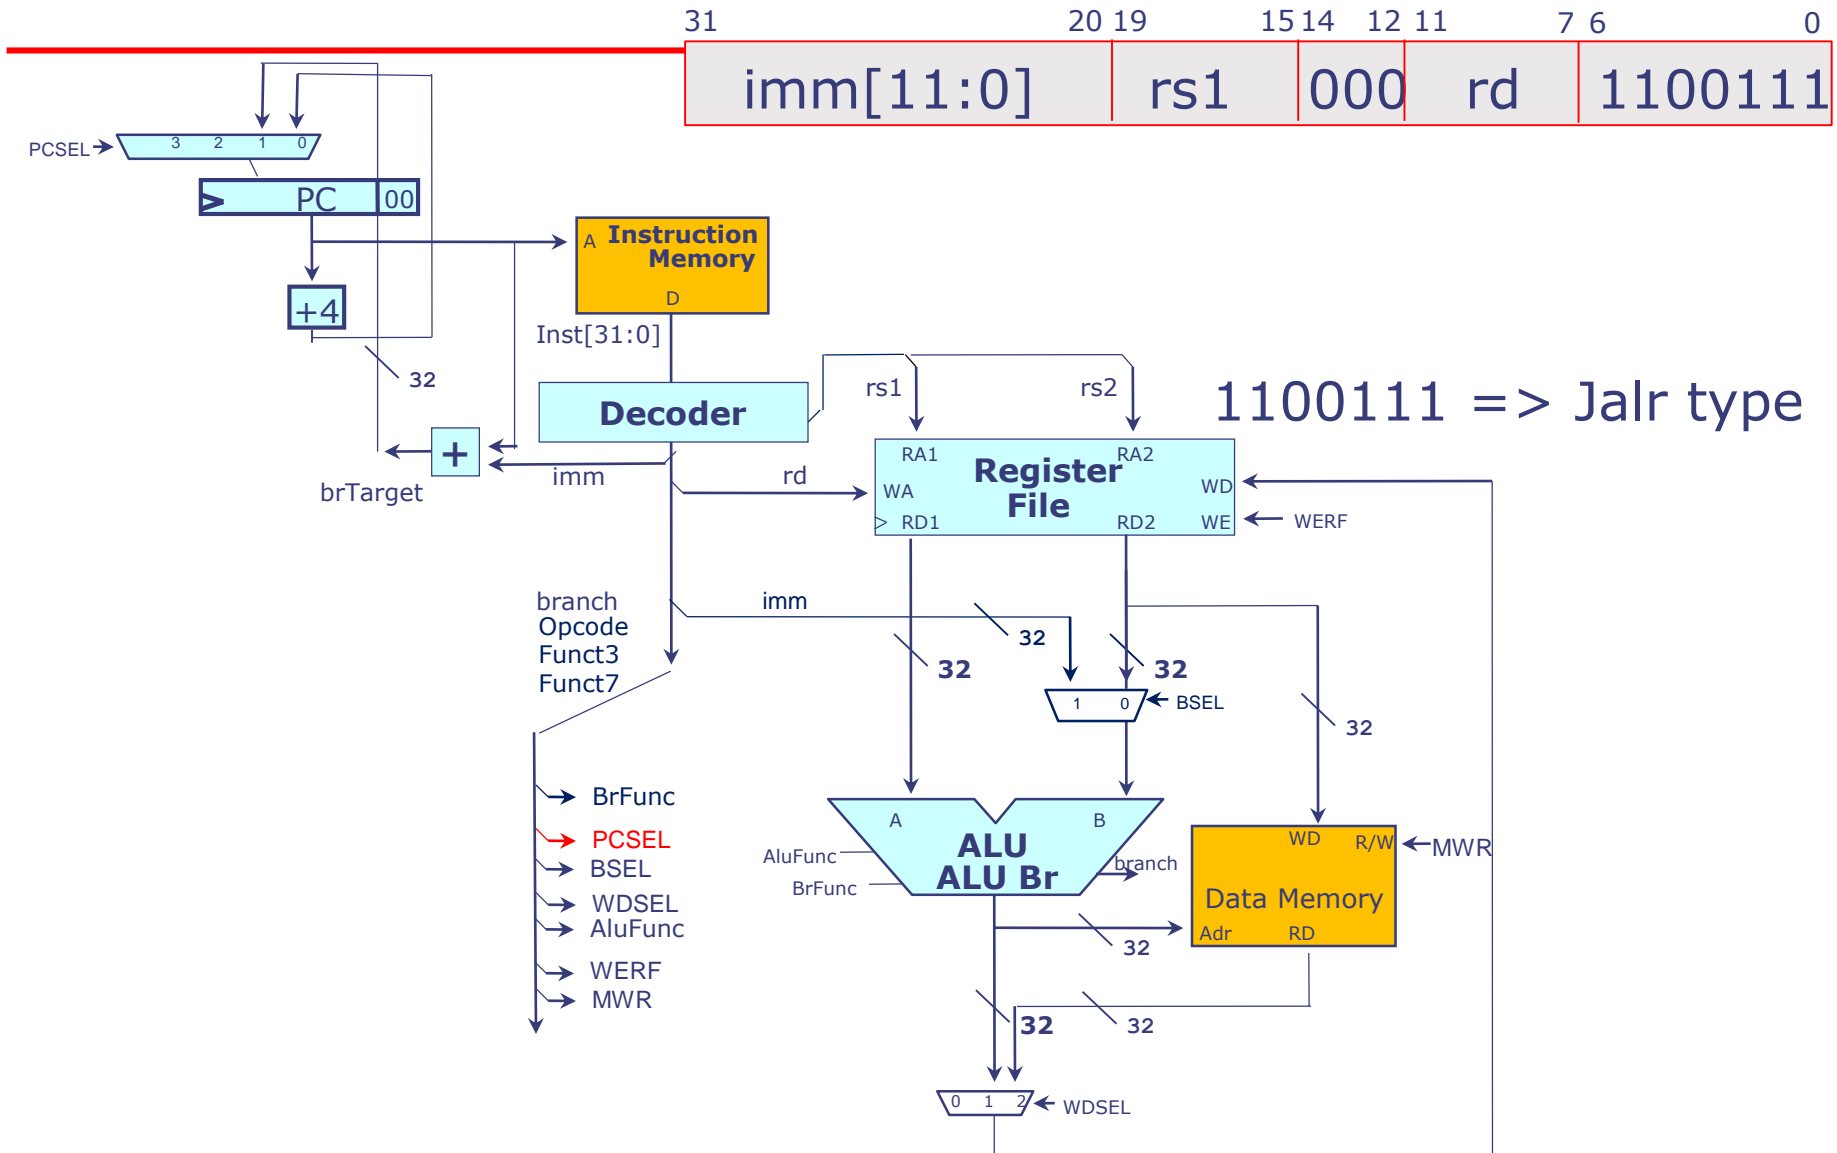 31 20 19 15 14 12 11 7 6 0
imm[11:0] rs1 000 rd 1100111
PCSEL
3 2 1 0
PC 00
A Instruction
Memory
D
+4
Inst[31:0]
32
rs1 rs2
1100111 => Jalr type
Decoder
RA1 RA2
Register
File
+
imm
rd
brTarget
WA
WD
RD1 RD2 WE
WERF
branch
Opcode
Funct3
Funct7
imm
32
32
32
1 0
BSEL
32
BrFunc
PCSEL
BSEL
WDSEL
AluFunc
WERF
MWR
A B
ALU
ALU Br
AluFunc
BrFunc
branch
WD R/W
MWR
Data Memory
Adr RD
32
32
32
0 1 2
WDSEL